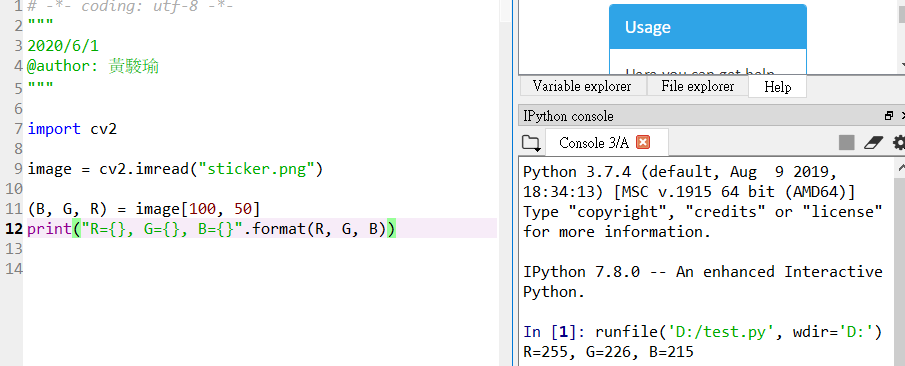 1 # -*- coding: utf-8 -*-
2 """
3 2020/6/1
4 @author: 黃駿瑜
5 """
6
7 import cv2
8
9 image = cv2.imread("sticker.png")
10
11 (B, G, R) = image[100, 50]
12 print("R={}, G={}, B={}".format(R, G, B))
13
14
Usage
Here you can get help
Variable explorer File explorer Help
IPython console
Console 3/A
Python 3.7.4 (default, Aug  9 2019,
18:34:13) [MSC v.1915 64 bit (AMD64)]
Type "copyright", "credits" or "license"
for more information.
IPython 7.8.0 -- An enhanced Interactive
Python.
In [1]: runfile('D:/test.py', wdir='D:')
R=255, G=226, B=215